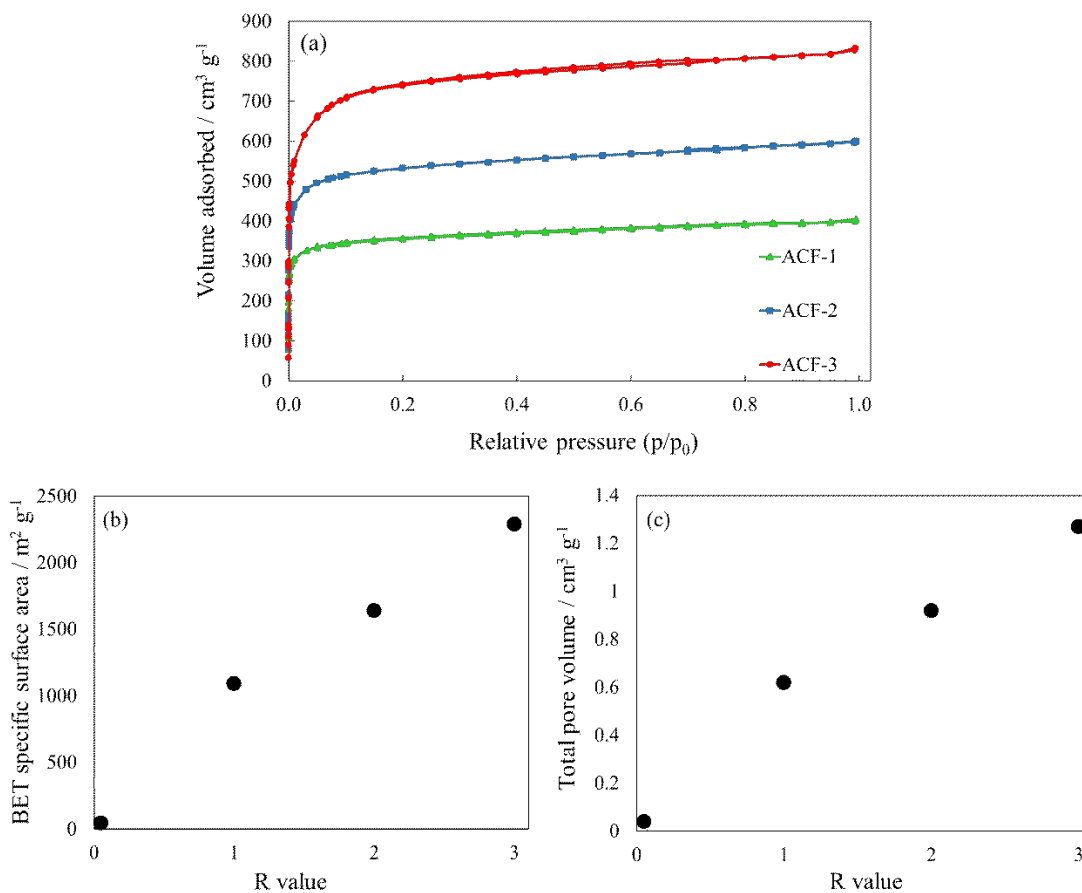 (a)
Volume adsorbed / cm³ g⁻¹
900
800
700
600
500
400
300
200
100
0
0.0 0.2 0.4 0.6 0.8 1.0
Relative pressure (p/p₀)
ACF-1
ACF-2
ACF-3
(b)
BET specific surface area / m² g⁻¹
2500
2000
1500
1000
500
0
0 1 2 3
R value
(c)
Total pore volume / cm³ g⁻¹
1.4
1.2
1
0.8
0.6
0.4
0.2
0
0 1 2 3
R value